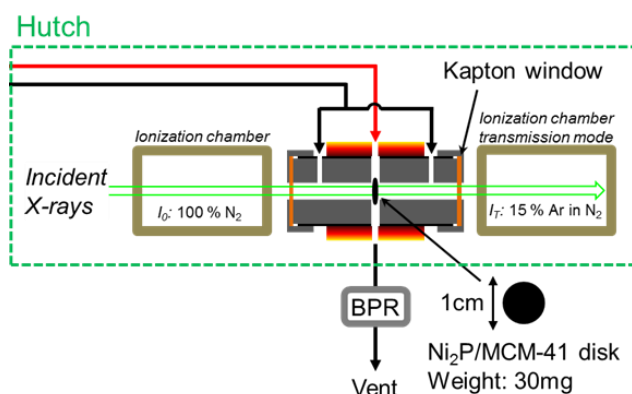 Hutch
Kapton window
Ionization chamber
Ionization chamber
transmission mode
Incident
X-rays
I₀: 100 % N₂
I_T: 15 % Ar in N₂
BPR
1cm
Ni₂P/MCM-41 disk
Weight: 30mg
Vent